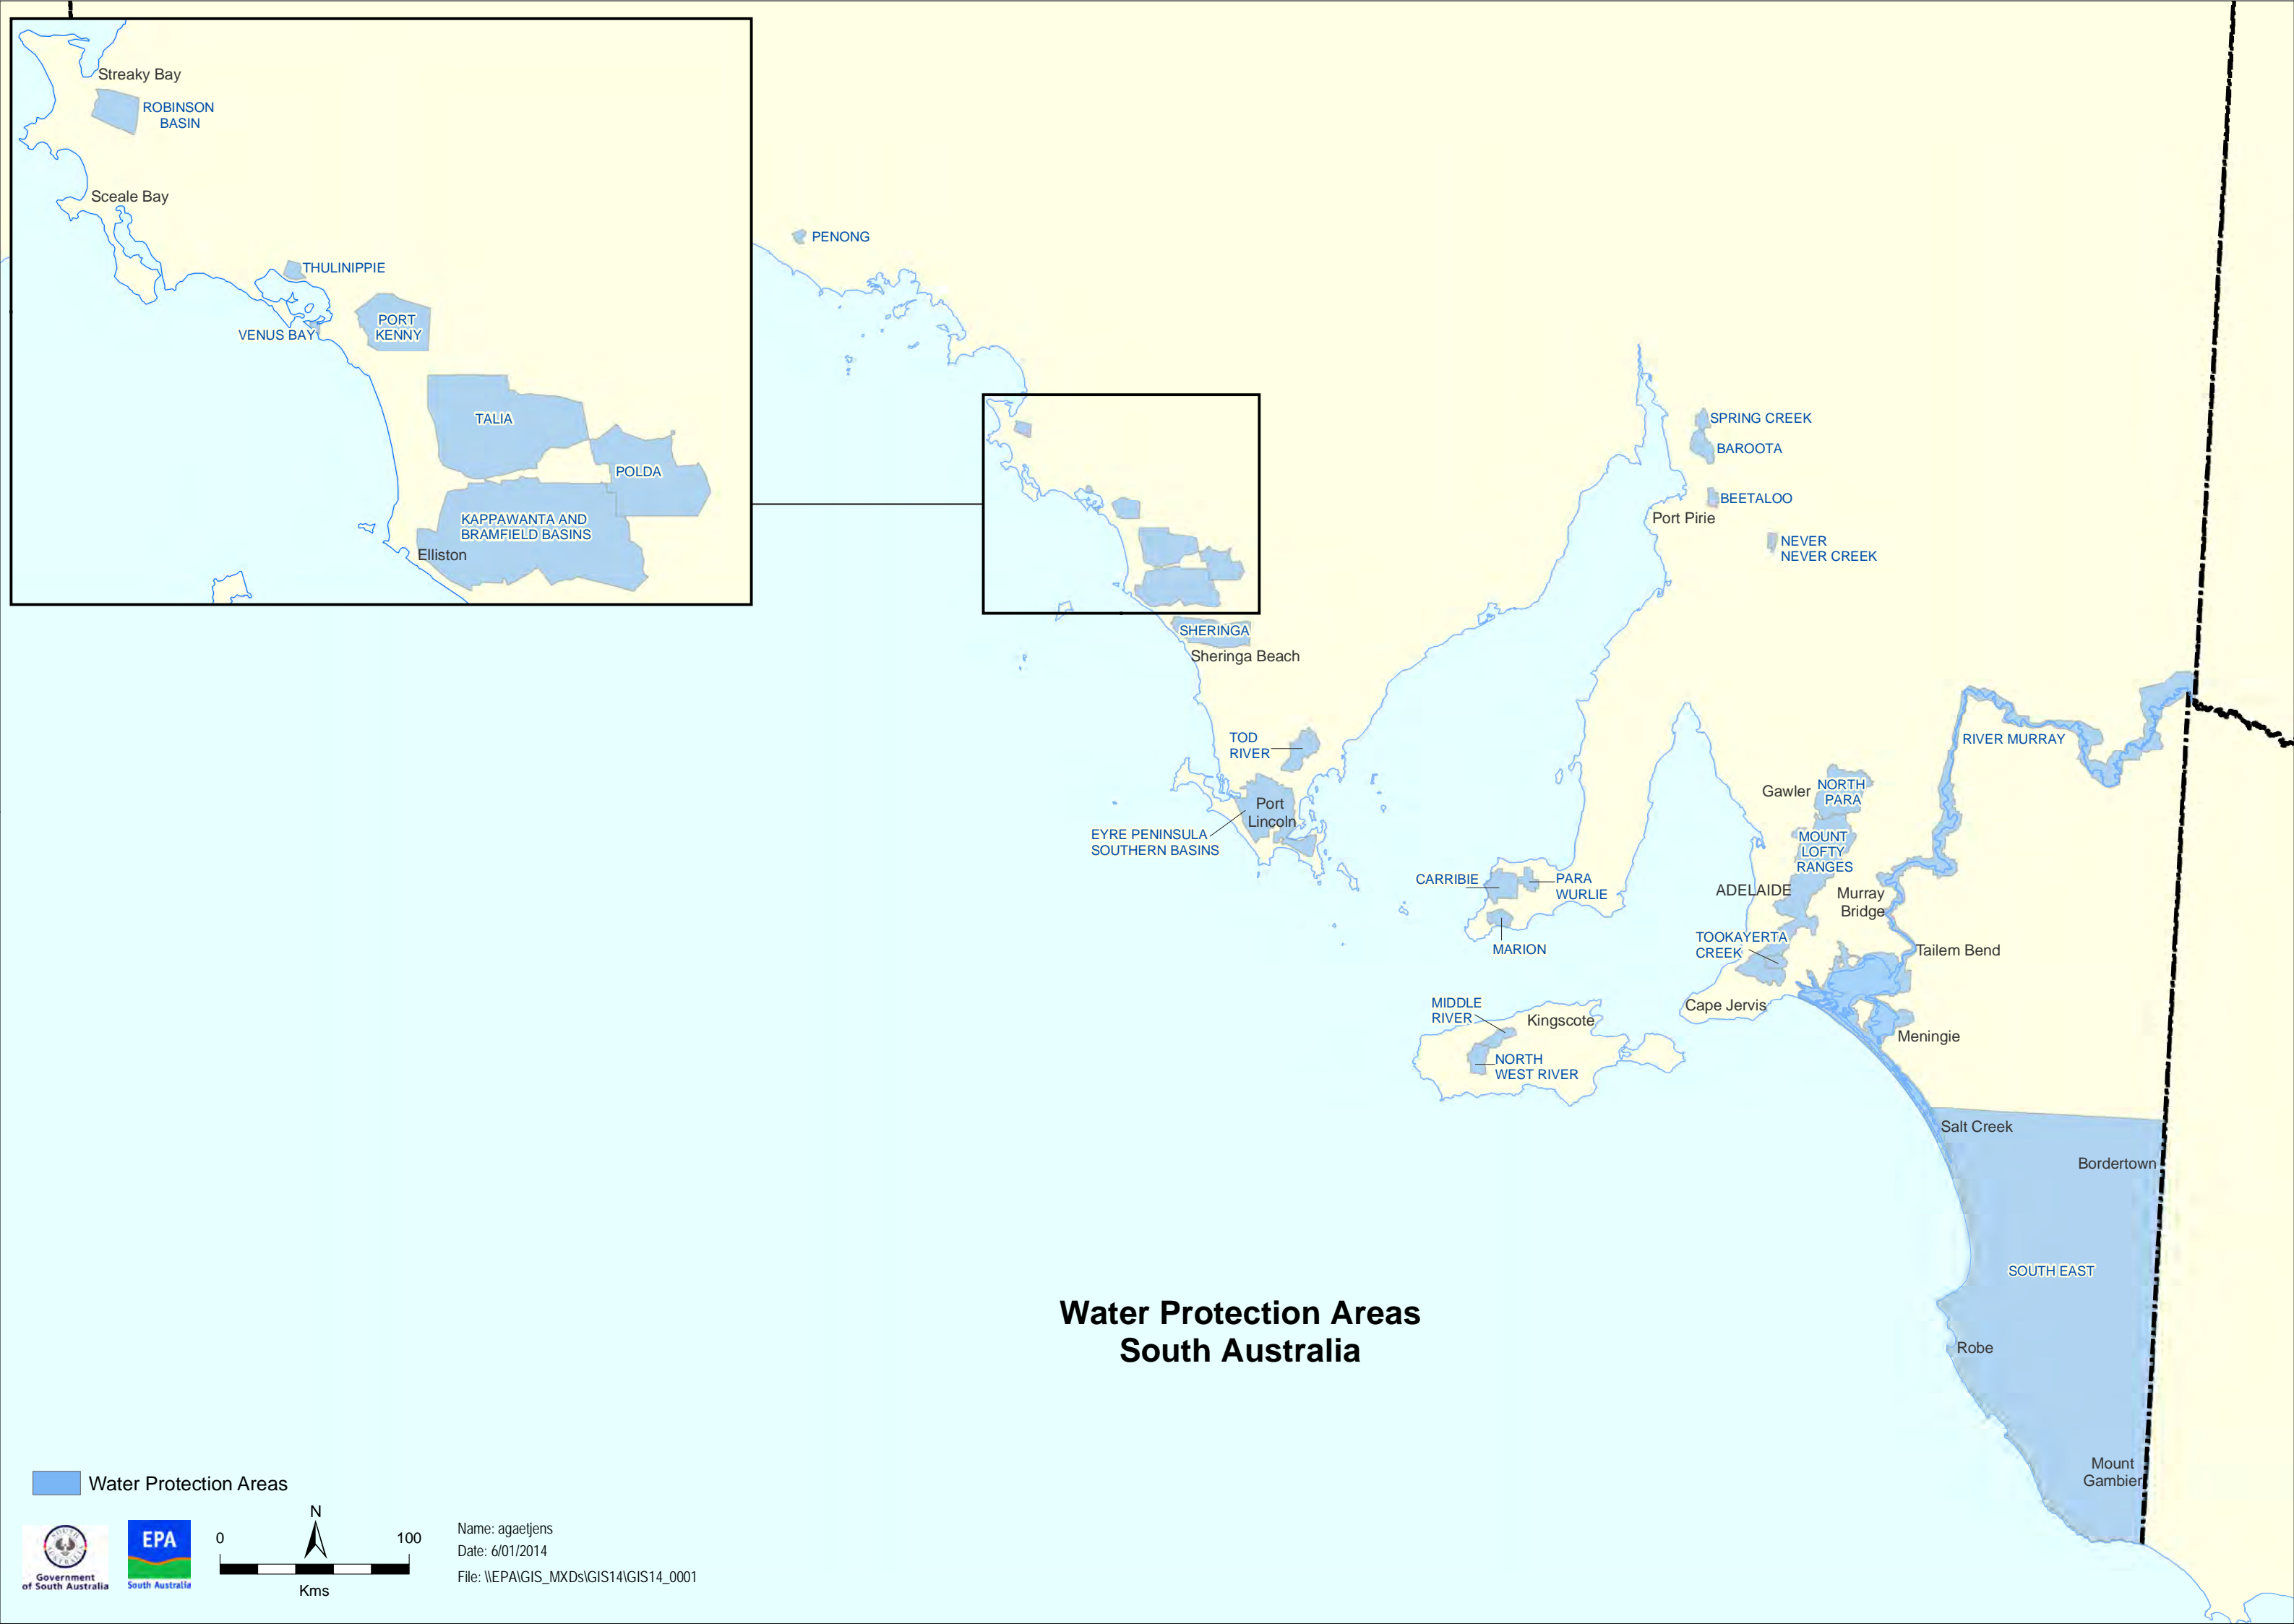 Streaky Bay
ROBINSON
BASIN
Sceale Bay
THULINIPPIE
VENUS BAY
PORT
KENNY
TALIA
POLDA
KAPPAWANTA AND
BRAMFIELD BASINS
Elliston
PENONG
SPRING CREEK
BAROOTA
BEETALOO
Port Pirie
NEVER
NEVER CREEK
SHERINGA
Sheringa Beach
TOD
RIVER
Port
Lincoln
EYRE PENINSULA
SOUTHERN BASINS
RIVER MURRAY
Gawler
NORTH
PARA
MOUNT
LOFTY
RANGES
ADELAIDE
Murray
Bridge
CARRIBIE
PARA
WURLIE
MARION
TOOKAYERTA
CREEK
Tailem Bend
Cape Jervis
MIDDLE
RIVER
Kingscote
NORTH
WEST RIVER
Meningie
Salt Creek
Bordertown
SOUTH EAST
Robe
Mount
Gambier
Water Protection Areas
South Australia
Water Protection Areas
SOUTH
AUSTRALIA
Government
of South Australia
EPA
South Australia
N
0
100
Kms
Name: agaetjens
Date: 6/01/2014
File: \\EPA\GIS_MXDs\GIS14\GIS14_0001